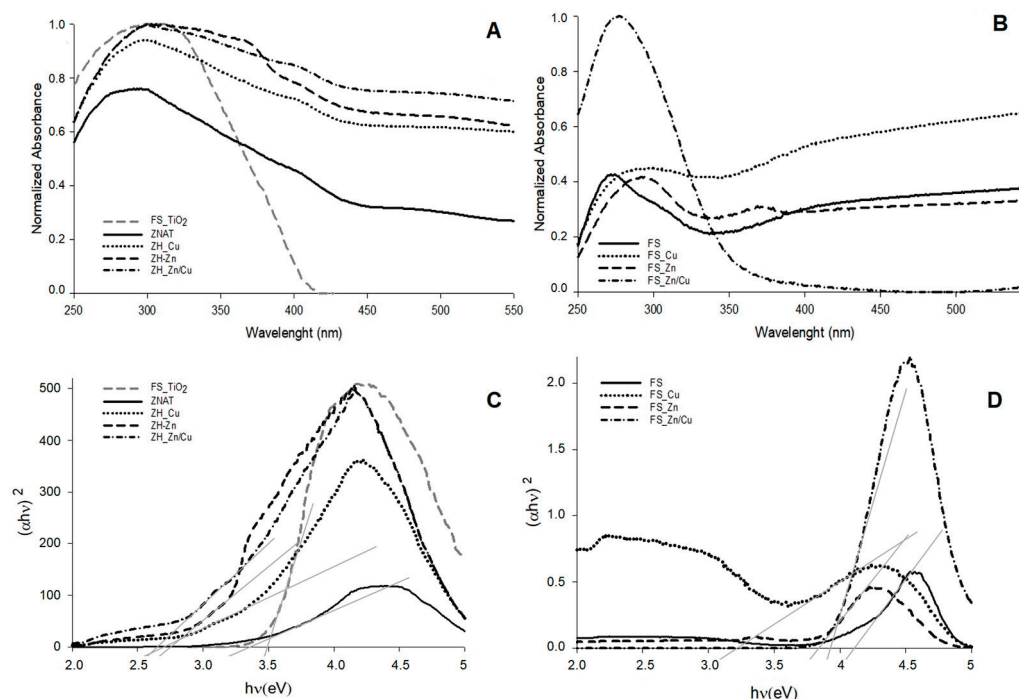 A
Normalized Absorbance
1.0
0.8
0.6
0.4
0.2
0.0
FS_TiO2
ZNAT
ZH_Cu
ZH-Zn
ZH_Zn/Cu
250 300 350 400 450 500 550
Wavelenght (nm)
B
Normalized Absorbance
1.0
0.8
0.6
0.4
0.2
0.0
FS
FS_Cu
FS_Zn
FS_Zn/Cu
250 300 350 400 450 500
Wavelenght (nm)
C
(αhν) 2
500
400
300
200
100
0
FS_TiO2
ZNAT
ZH_Cu
ZH-Zn
ZH_Zn/Cu
2.0 2.5 3.0 3.5 4.0 4.5 5
hν(eV)
D
(αhν) 2
2.0
1.5
1.0
0.5
0.0
FS
FS_Cu
FS_Zn
FS_Zn/Cu
2.0 2.5 3.0 3.5 4 4.5 5
hν(eV)